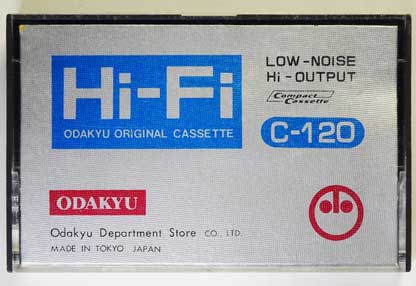 Hi-Fi
ODAKYU ORIGINAL CASSETTE
LOW-NOISE
Hi-OUTPUT
Compact
Cassette
C-120
ODAKYU
Odakyu Department Store CO., LTD.
MADE IN TOKYO JAPAN